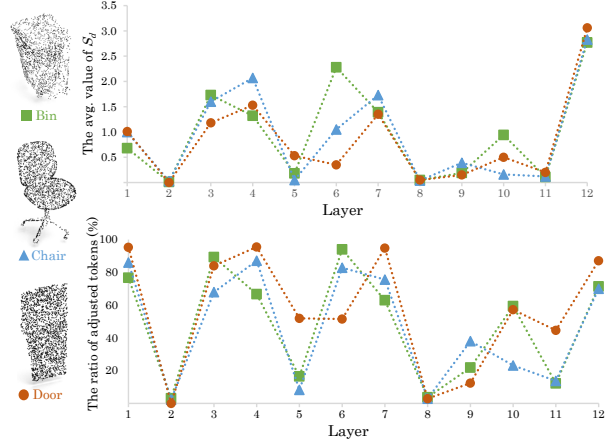 Bin
Chair
Door
The avg. value of S_d
3.5
3.0
2.5
2.0
1.5
1.0
0.5
1 2 3 4 5 6 7 8 9 10 11 12
Layer
The ratio of adjusted tokens (%)
100
80
60
40
20
1 2 3 4 5 6 7 8 9 10 11 12
Layer